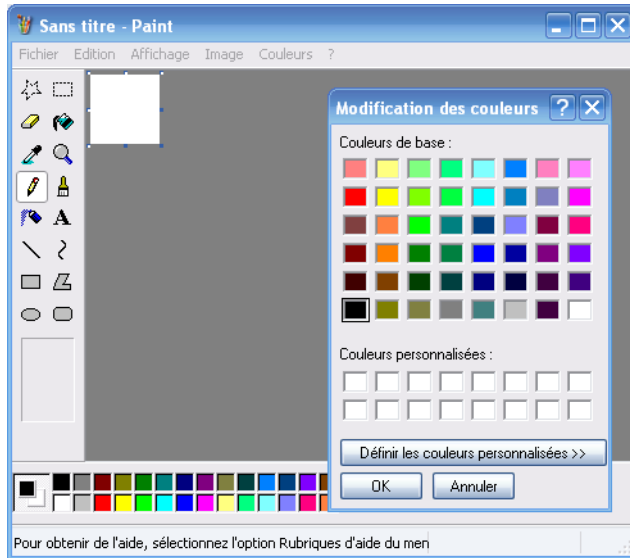 Sans titre - Paint
Fichier Edition Affichage Image Couleurs ?
A
Modification des couleurs ?
Couleurs de base :
Couleurs personnalisées :
Définir les couleurs personnalisées >>
OK Annuler
Pour obtenir de l'aide, sélectionnez l'option Rubriques d'aide du men